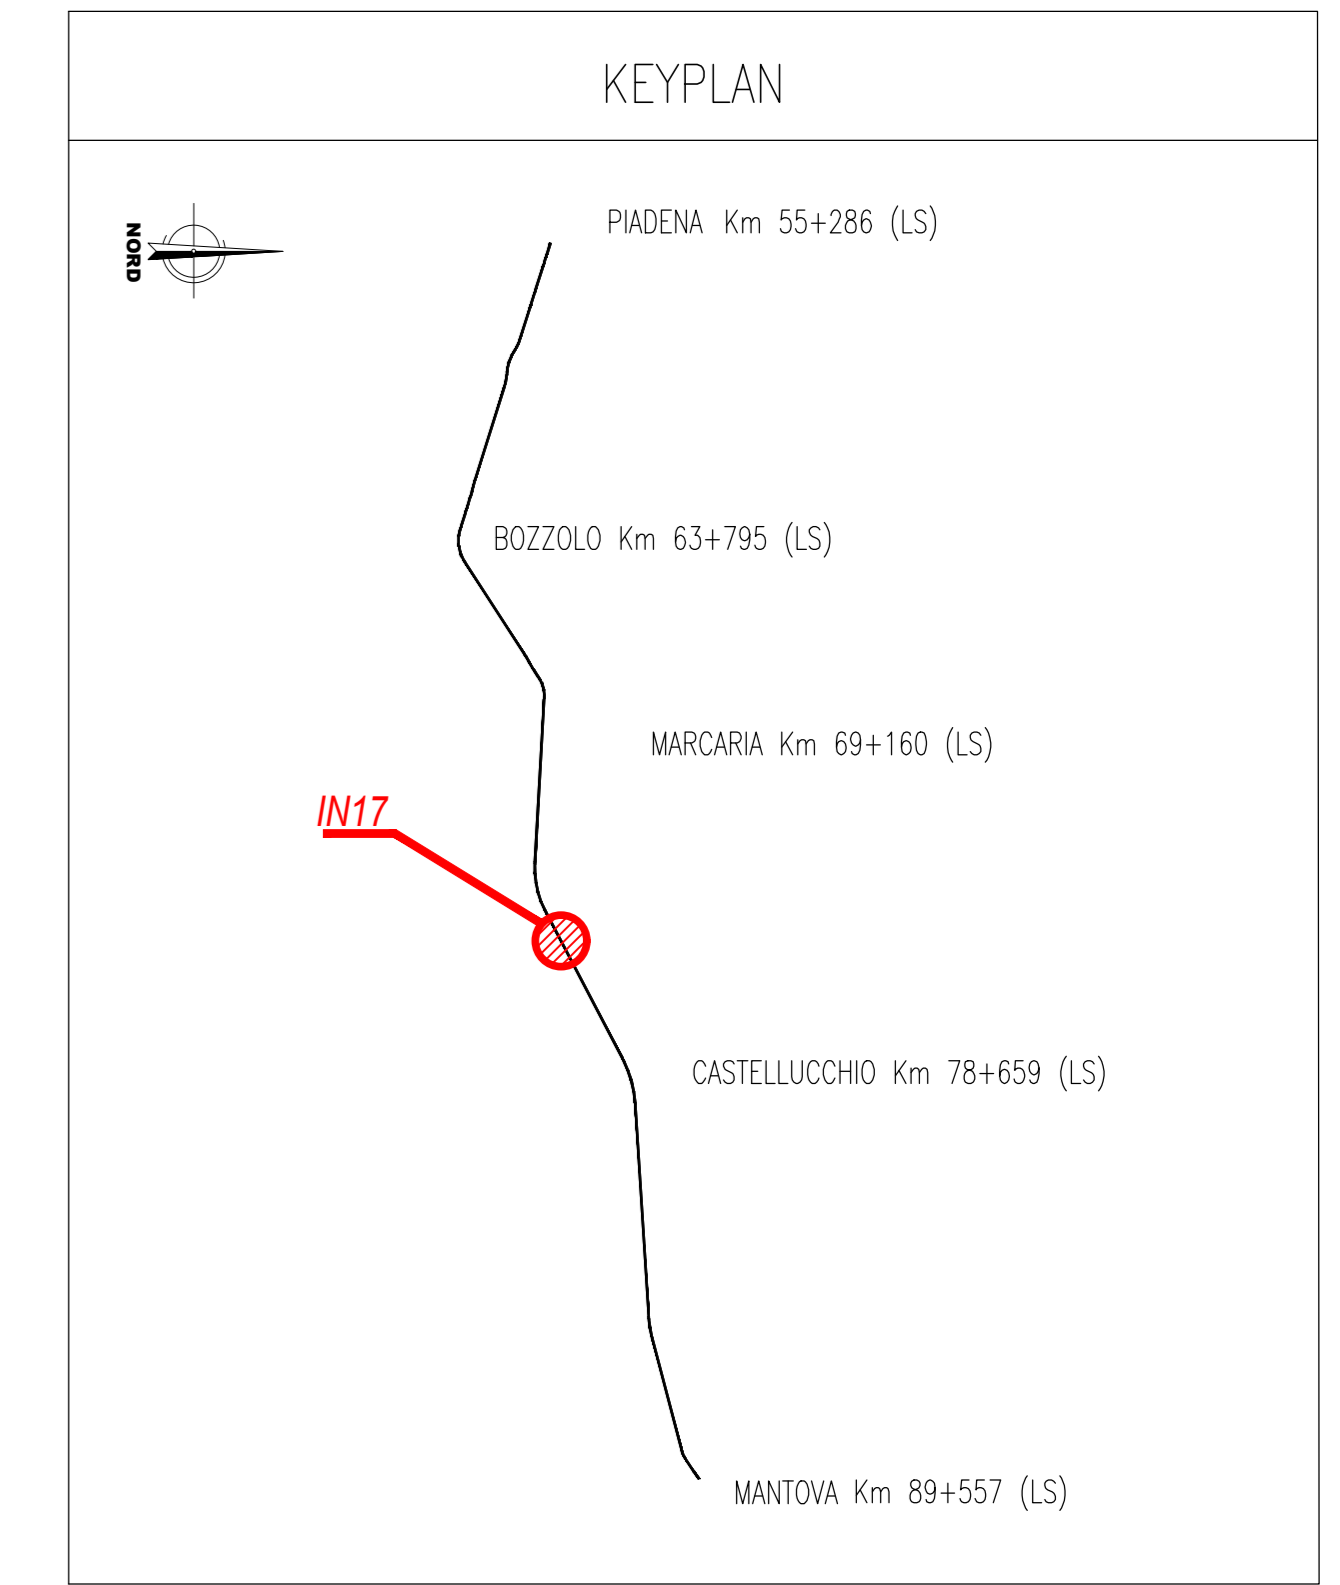 KEYPLAN
NORD
PIADENA Km 55+286 (LS)
BOZZOLO Km 63+795 (LS)
MARCARIA Km 69+160 (LS)
IN17
CASTELLUCCHIO Km 78+659 (LS)
MANTOVA Km 89+557 (LS)